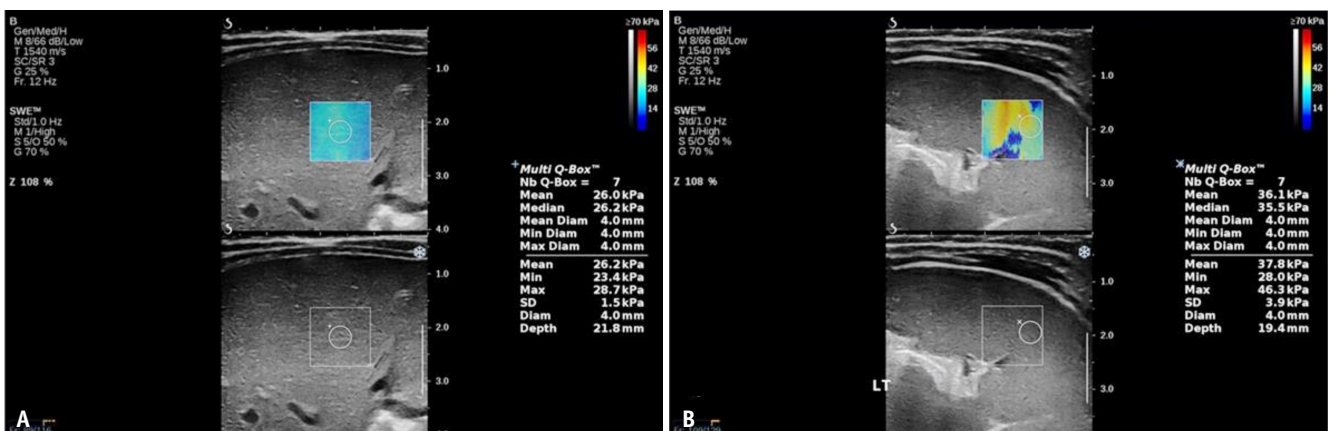 B
Gen/Med/H
M 8/66 dB/Low
T 1540 m/s
SC/SR 3
G 25 %
Fr. 12 Hz
SWE™
Std/1.0 Hz
M 1/High
S 5/O 50 %
G 70 %
Z 108 %
≥70 kPa
56
42
28
14
1.0
2.0
3.0
4.0
1.0
2.0
3.0
Multi Q-Box™
Nb Q-Box = 7
Mean 26.0 kPa
Median 26.2 kPa
Mean Diam 4.0 mm
Min Diam 4.0 mm
Max Diam 4.0 mm
Mean 26.2 kPa
Min 23.4 kPa
Max 28.7 kPa
SD 1.5 kPa
Diam 4.0 mm
Depth 21.8 mm
A
B
Gen/Med/H
M 8/66 dB/Low
T 1540 m/s
SC/SR 3
G 25 %
Fr. 12 Hz
SWE™
Std/1.0 Hz
M 1/High
S 5/O 50 %
G 70 %
Z 108 %
≥70 kPa
56
42
28
14
1.0
2.0
3.0
1.0
2.0
3.0
LT
Multi Q-Box™
Nb Q-Box = 7
Mean 36.1 kPa
Median 35.5 kPa
Mean Diam 4.0 mm
Min Diam 4.0 mm
Max Diam 4.0 mm
Mean 37.8 kPa
Min 28.0 kPa
Max 46.3 kPa
SD 3.9 kPa
Diam 4.0 mm
Depth 19.4 mm
B